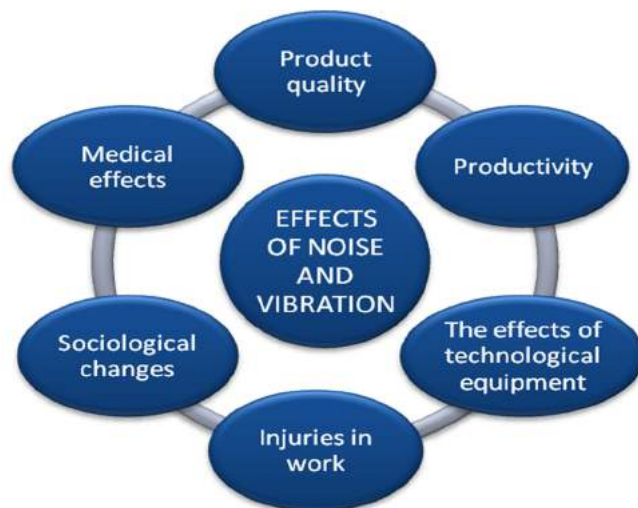 Product
quality
Productivity
The effects of
technological
equipment
Injuries in
work
Sociological
changes
Medical
effects
EFFECTS
OF NOISE
AND
VIBRATION